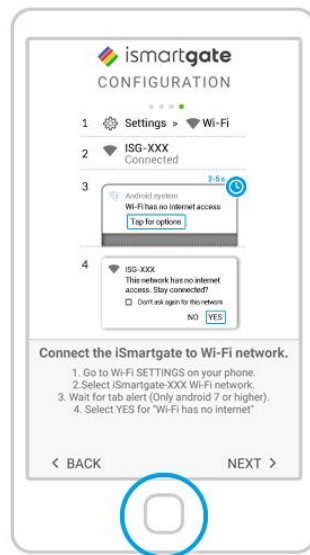 ismartgate
CONFIGURATION
1 Settings > Wi-Fi
2 ISG-XXX
Connected
3 2-5 s
Android system
Wi-Fi has no Internet access
Tap for options
4 ISG-XXX
This network has no internet
access. Stay connected?
Don't ask again for this network
NO YES
Connect the iSmartgate to Wi-Fi network.
1. Go to Wi-Fi SETTINGS on your phone.
2.Select iSmartgate-XXX Wi-Fi network.
3. Wait for tab alert (Only android 7 or higher).
4. Select YES for "Wi-Fi has no internet"
< BACK NEXT >